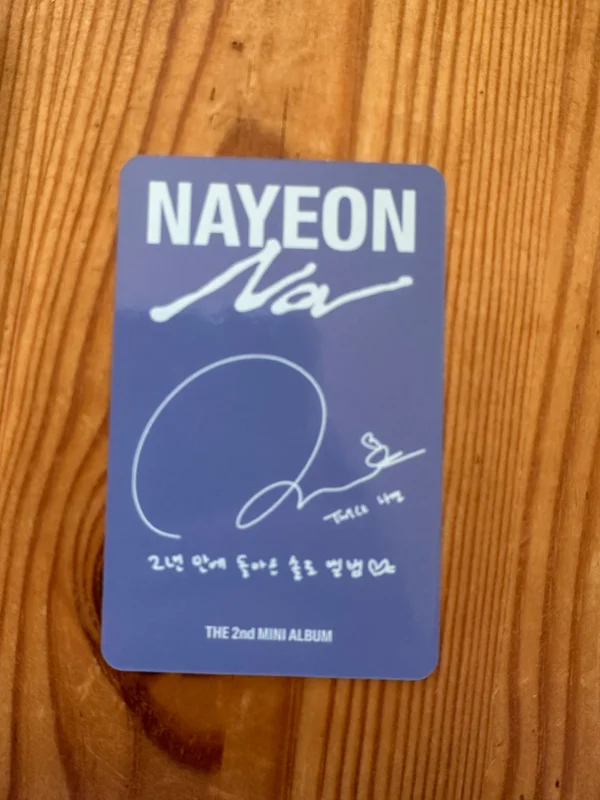 NAYEON
NA
Twice 나연
2년 만에 돌아온 솔로 앨범♡
THE 2nd MINI ALBUM